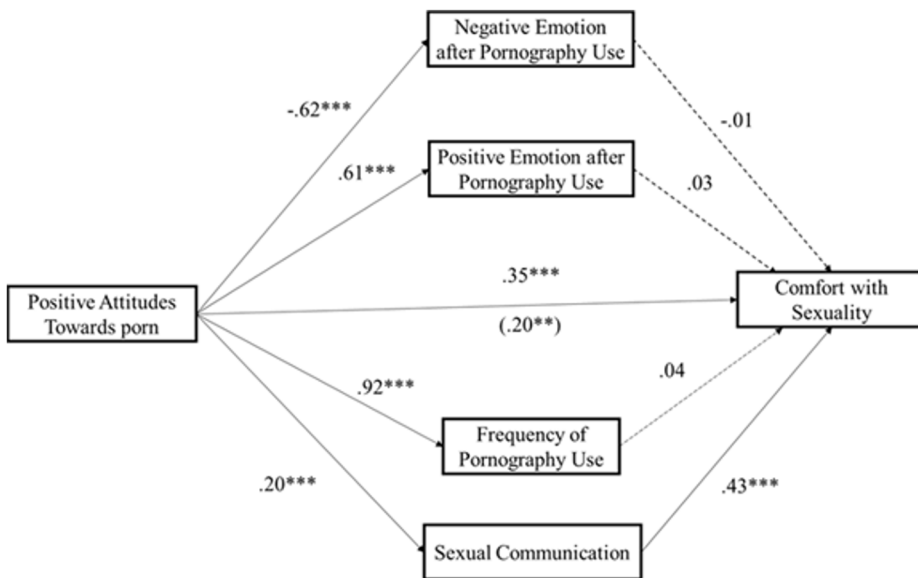 Negative Emotion
after Pornography Use
-.62***
-.01
Positive Emotion after
Pornography Use
.61***
.03
.35***
Positive Attitudes
Towards porn
Comfort with
Sexuality
(.20**)
.04
.92***
Frequency of
Pornography Use
.20***
.43***
Sexual Communication